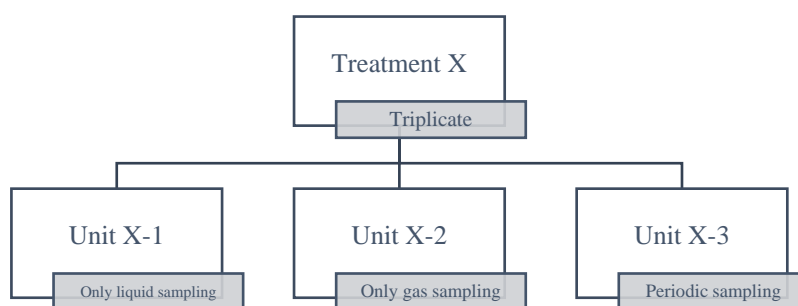 Treatment X
Triplicate
Unit X-1
Only liquid sampling
Unit X-2
Only gas sampling
Unit X-3
Periodic sampling